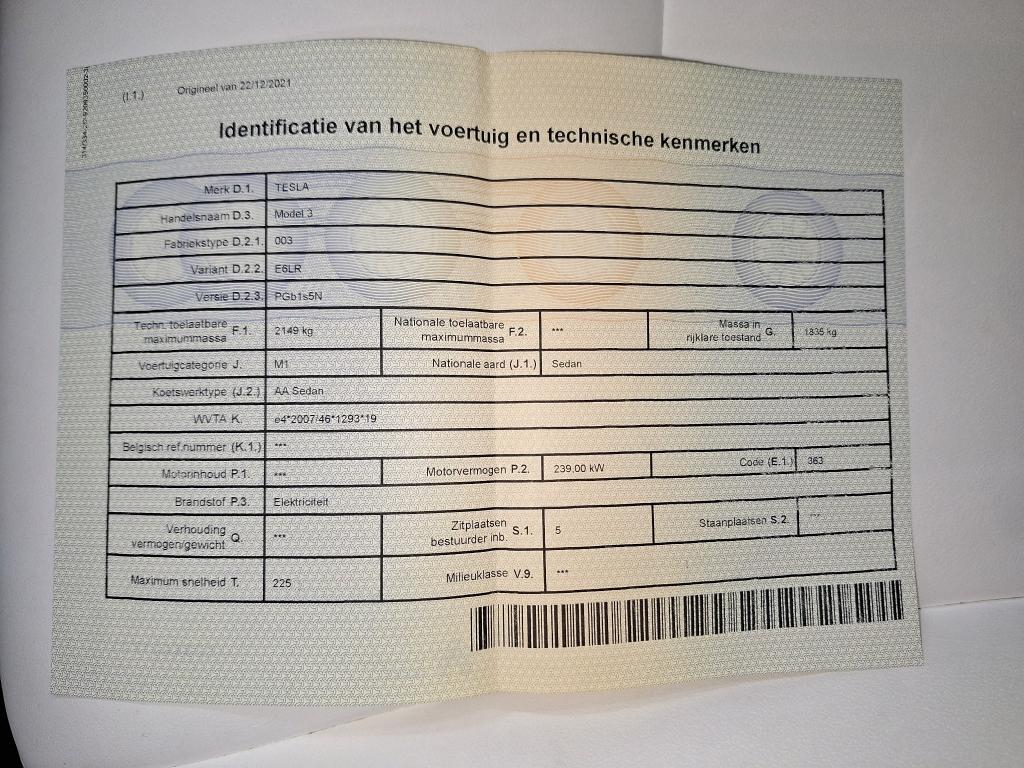 (I.1.) Origineel van 22/12/2021
Identificatie van het voertuig en technische kenmerken
Merk D.1. TESLA
Handelsnaam D.3. Model 3
Fabriekstype D.2.1. 003
Variant D.2.2. E6LR
Versie D.2.3. PGb1s5N
Techn. toelaatbare maximummassa F.1. 2149 kg Nationale toelaatbare maximummassa F.2. *** Massa in rijklare toestand G. 1835 kg
Voertuigcategorie J. M1 Nationale aard (J.1.) Sedan
Koetswerktype (J.2.) AA Sedan
WVTA K. e4*2007/46*1293*19
Belgisch ref.nummer (K.1.) ***
Motorinhoud P.1. *** Motorvermogen P.2. 239,00 kW Code (E.1.) 363
Brandstof P.3. Elektriciteit
Verhouding vermogen/gewicht Q. *** Zitplaatsen bestuurder inb. S.1. 5 Staanplaatsen S.2. ***
Maximum snelheid T. 225 Milieuklasse V.9. ***